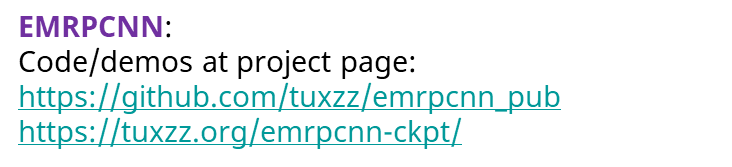 EMRPCNN:
Code/demos at project page:
https://github.com/tuxzz/emrpcnn_pub
https://tuxzz.org/emrpcnn-ckpt/